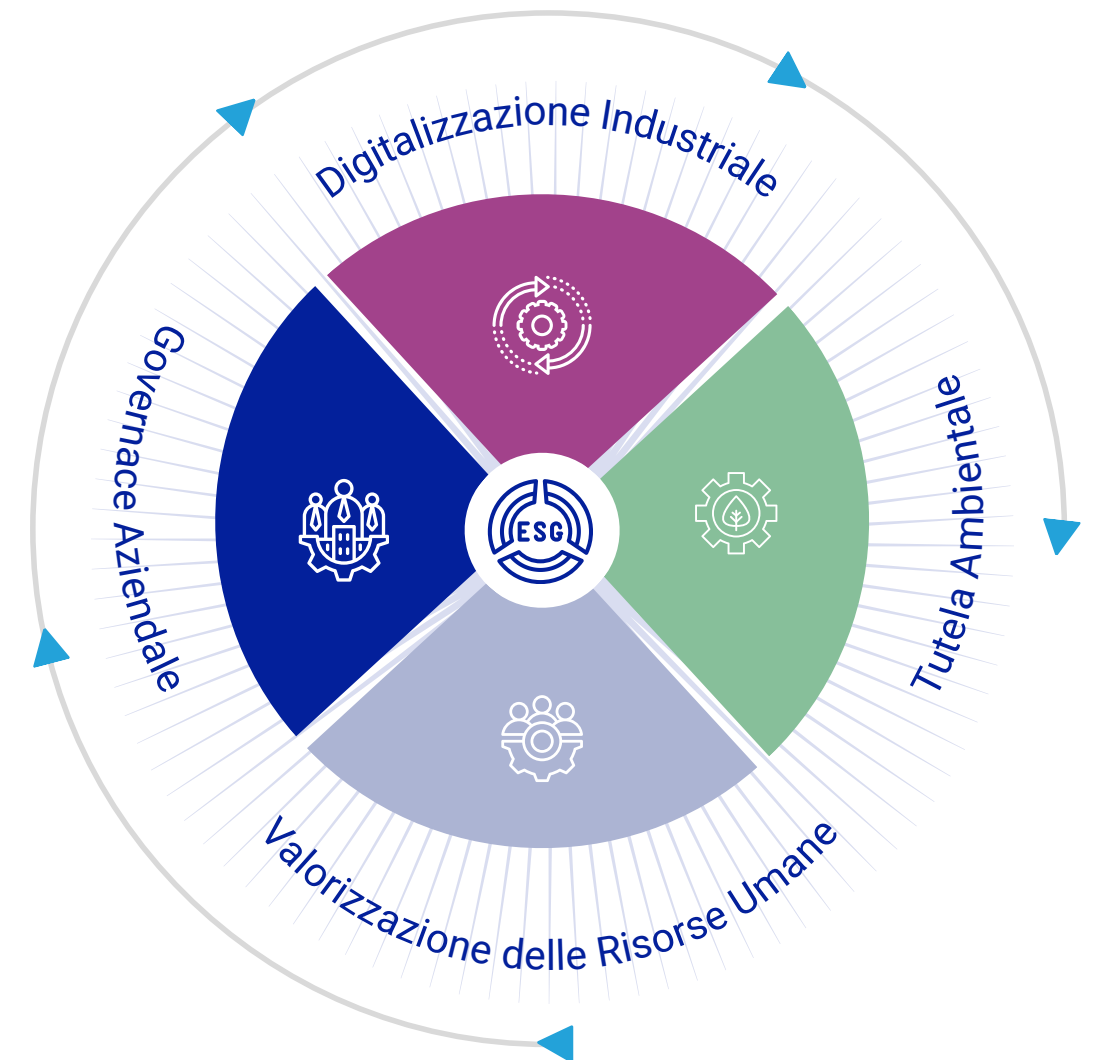 Digitalizzazione Industriale
Tutela Ambientale
Valorizzazione delle Risorse Umane
Governace Aziendale
ESG